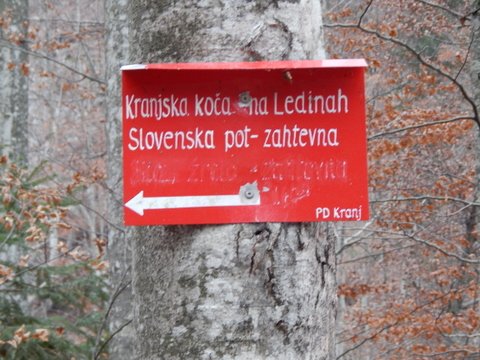 Kranjska koča na Ledinah
Slovenska pot- zahtevna
PD Kranj